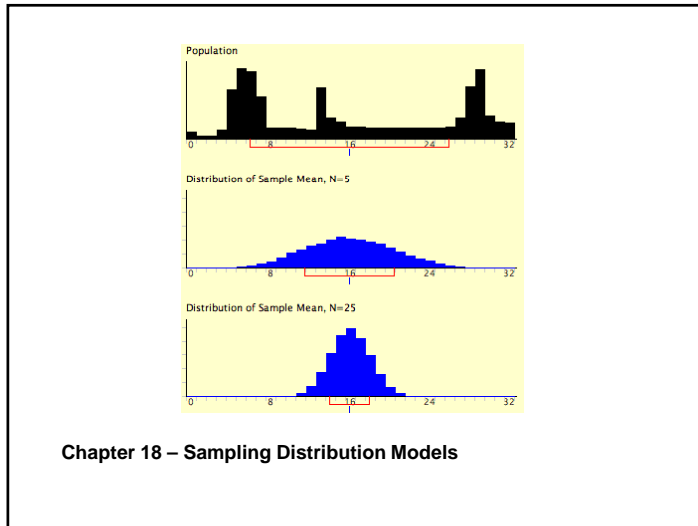 Population
0 8 16 24 32
Distribution of Sample Mean, N=5
0 8 16 24 32
Distribution of Sample Mean, N=25
0 8 16 24 32
Chapter 18 – Sampling Distribution Models